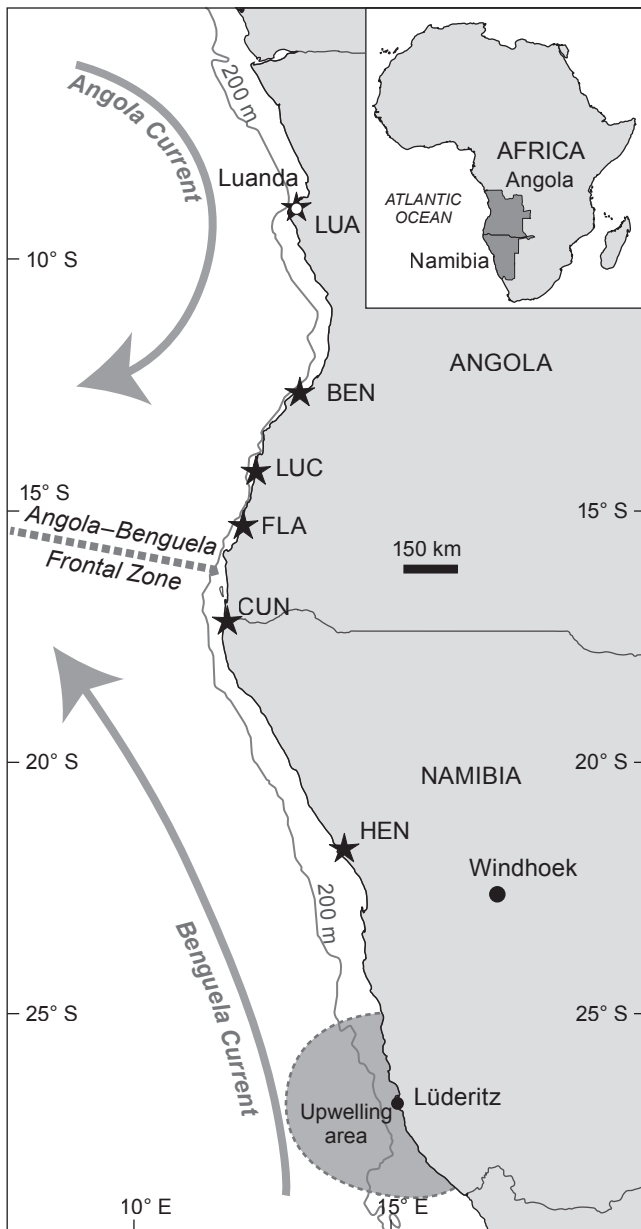 200 m
Angola Current
Luanda
LUA
AFRICA
Angola
ATLANTIC
OCEAN
Namibia
10° S
BEN
ANGOLA
LUC
15° S
15° S
Angola–Benguela
FLA
Frontal Zone
150 km
CUN
20° S
NAMIBIA
20° S
HEN
Windhoek
200 m
Benguela Current
25° S
25° S
Lüderitz
Upwelling
area
10° E
15° E